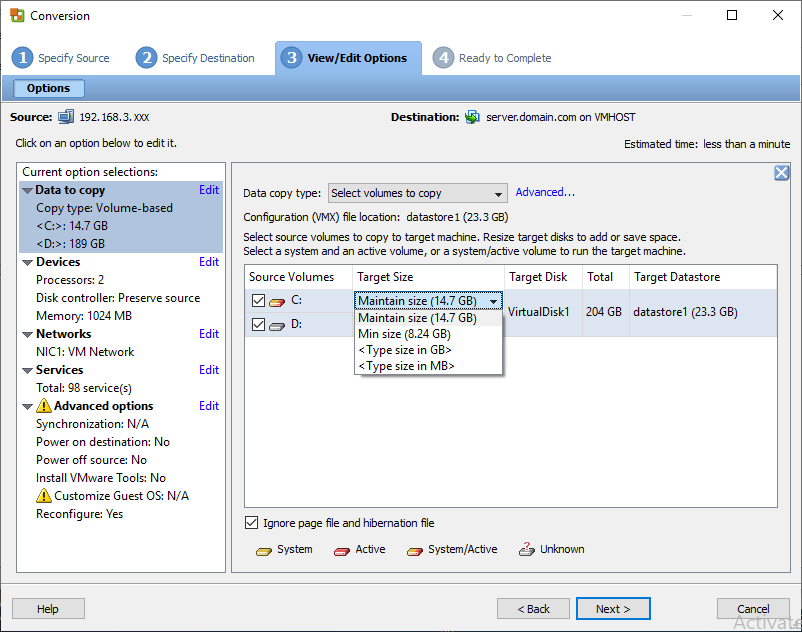 Conversion
1 Specify Source 2 Specify Destination 3 View/Edit Options 4 Ready to Complete
Options
Source: 192.168.3.xxx Destination: server.domain.com on VMHOST
Click on an option below to edit it. Estimated time: less than a minute
Current option selections:
Data to copy Edit
Copy type: Volume-based
<C:>: 14.7 GB
<D:>: 189 GB
Devices Edit
Processors: 2
Disk controller: Preserve source
Memory: 1024 MB
Networks Edit
NIC1: VM Network
Services Edit
Total: 98 service(s)
Advanced options Edit
Synchronization: N/A
Power on destination: No
Power off source: No
Install VMware Tools: No
Customize Guest OS: N/A
Reconfigure: Yes
Data copy type: Select volumes to copy Advanced...
Configuration (VMX) file location: datastore1 (23.3 GB)
Select source volumes to copy to target machine. Resize target disks to add or save space.
Select a system and an active volume, or a system/active volume to run the target machine.
Source Volumes Target Size Target Disk Total Target Datastore
C: Maintain size (14.7 GB)
D: VirtualDisk1 204 GB datastore1 (23.3 GB)
Maintain size (14.7 GB)
Min size (8.24 GB)
<Type size in GB>
<Type size in MB>
Ignore page file and hibernation file
System Active System/Active Unknown
Help < Back Next > Cancel
Activate